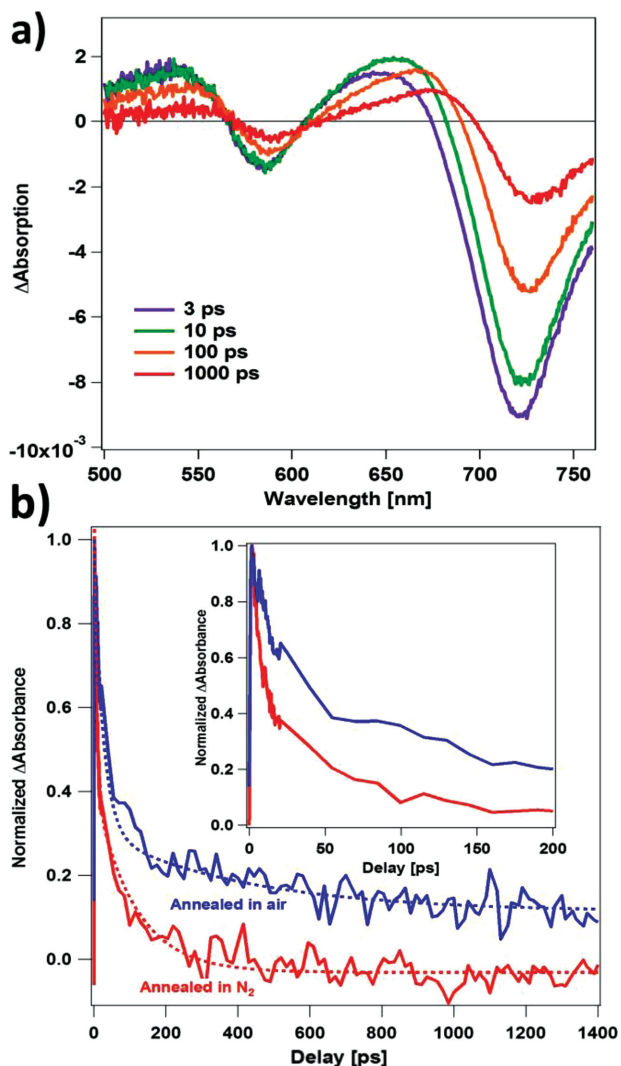 a)
2
0
-2
-4
-6
-8
-10x10-3
ΔAbsorption
3 ps
10 ps
100 ps
1000 ps
500 550 600 650 700 750
Wavelength [nm]
b)
1.0
0.8
0.6
0.4
0.2
0.0
Normalized ΔAbsorbance
1.0
0.8
0.6
0.4
0.2
0.0
Normalized ΔAbsorbance
0 50 100 150 200
Delay [ps]
Annealed in air
Annealed in N2
0 200 400 600 800 1000 1200 1400
Delay [ps]